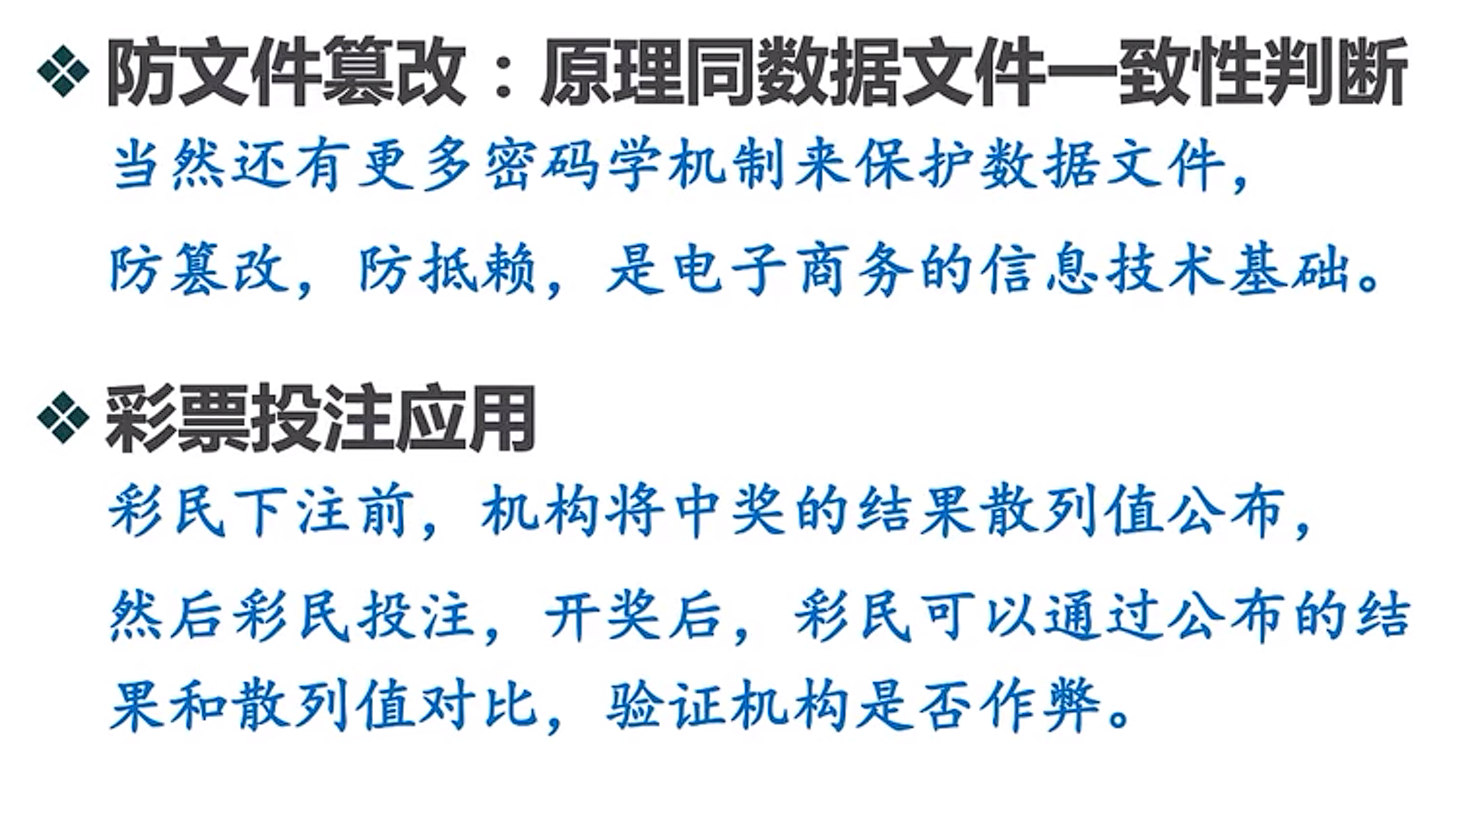 防文件篡改：原理同数据文件一致性判断
当然还有更多密码学机制来保护数据文件，
防篡改，防抵赖，是电子商务的信息技术基础。
彩票投注应用
彩民下注前，机构将中奖的结果散列值公布，
然后彩民投注，开奖后，彩民可以通过公布的结
果和散列值对比，验证机构是否作弊。